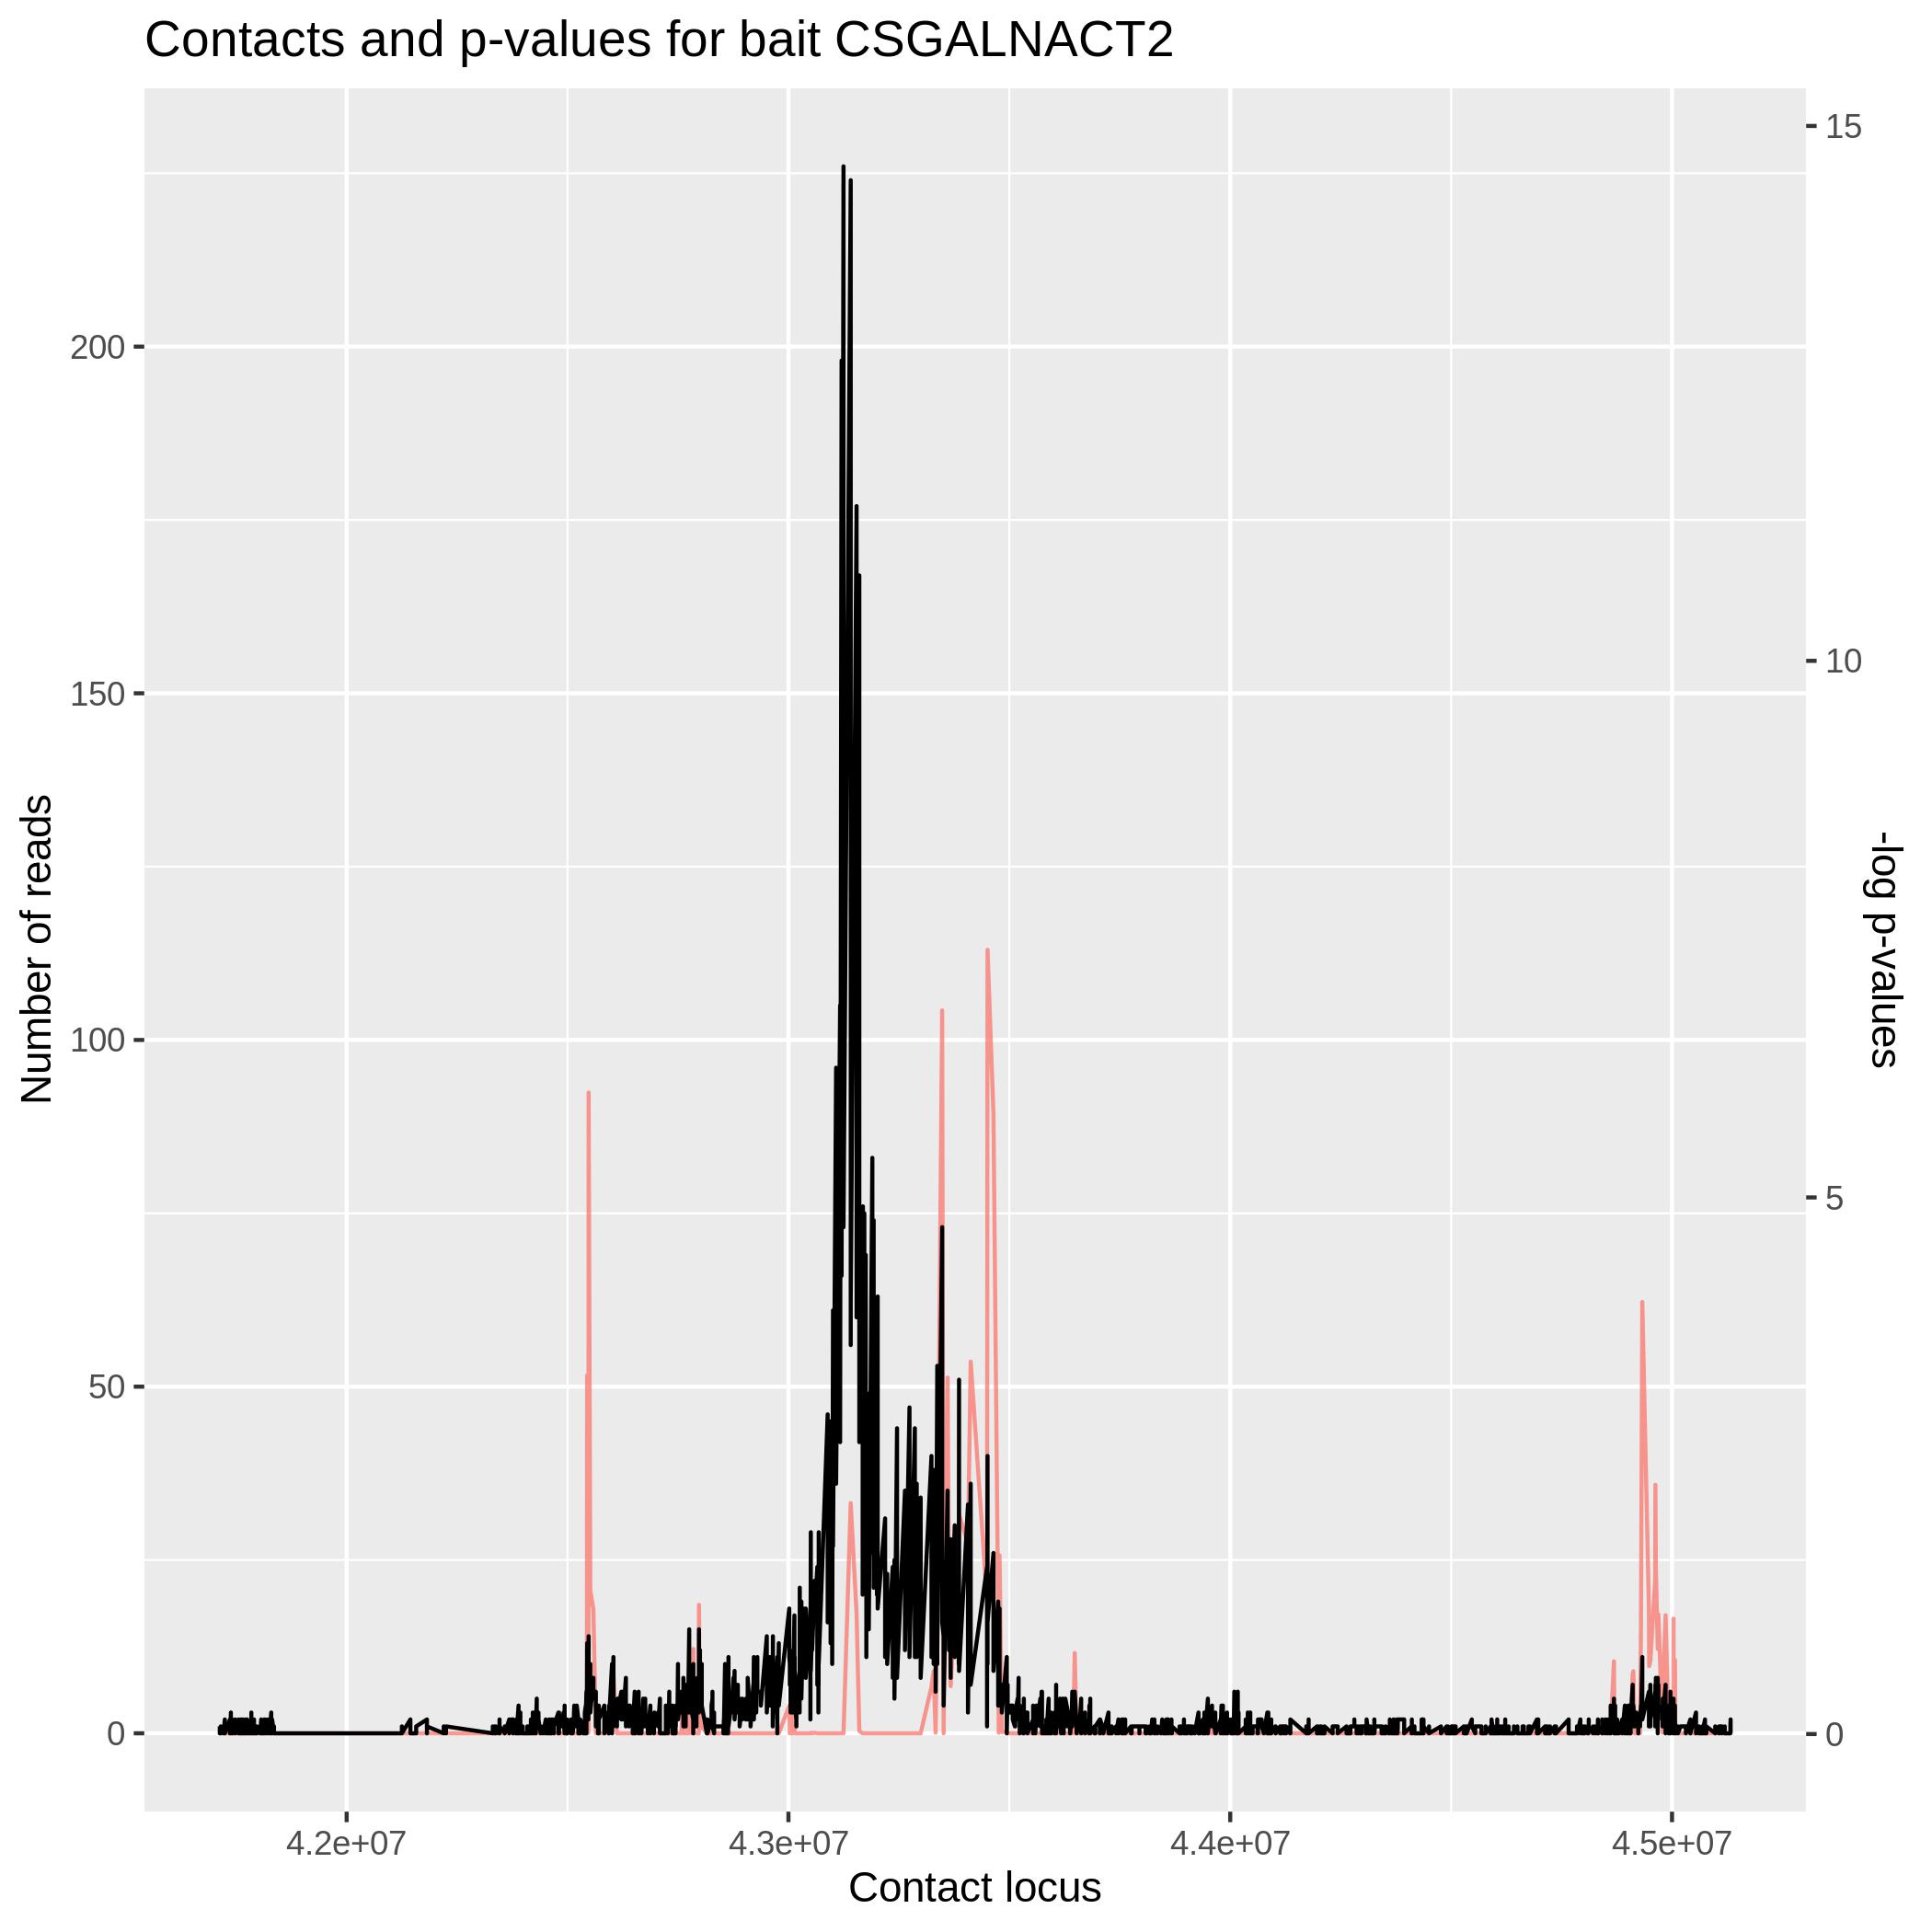 Contacts and p-values for bait CSGALNACT2
15
200
10
150
Number of reads
-log p-values
100
5
50
0
0
4.2e+07
4.3e+07
4.4e+07
4.5e+07
Contact locus